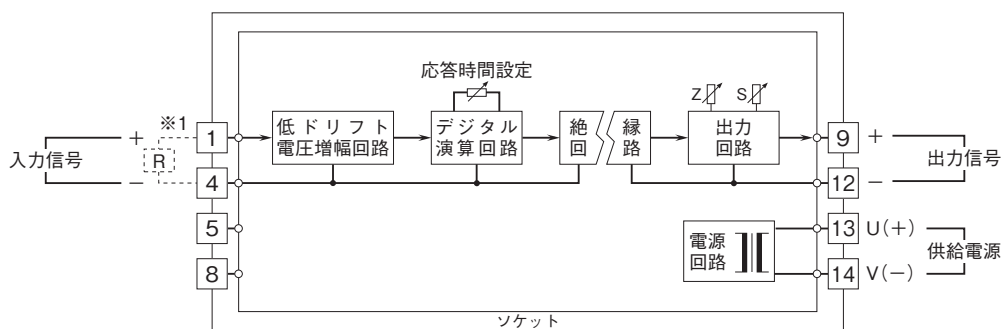 応答時間設定
Z
S
※1
+
1
低ドリフト
電圧増幅回路
デジタル
演算回路
絶縁
回路
出力
回路
9
+
入力信号
R
出力信号
−
4
12
−
5
13
U(+)
電源
回路
供給電源
8
14
V(−)
ソケット